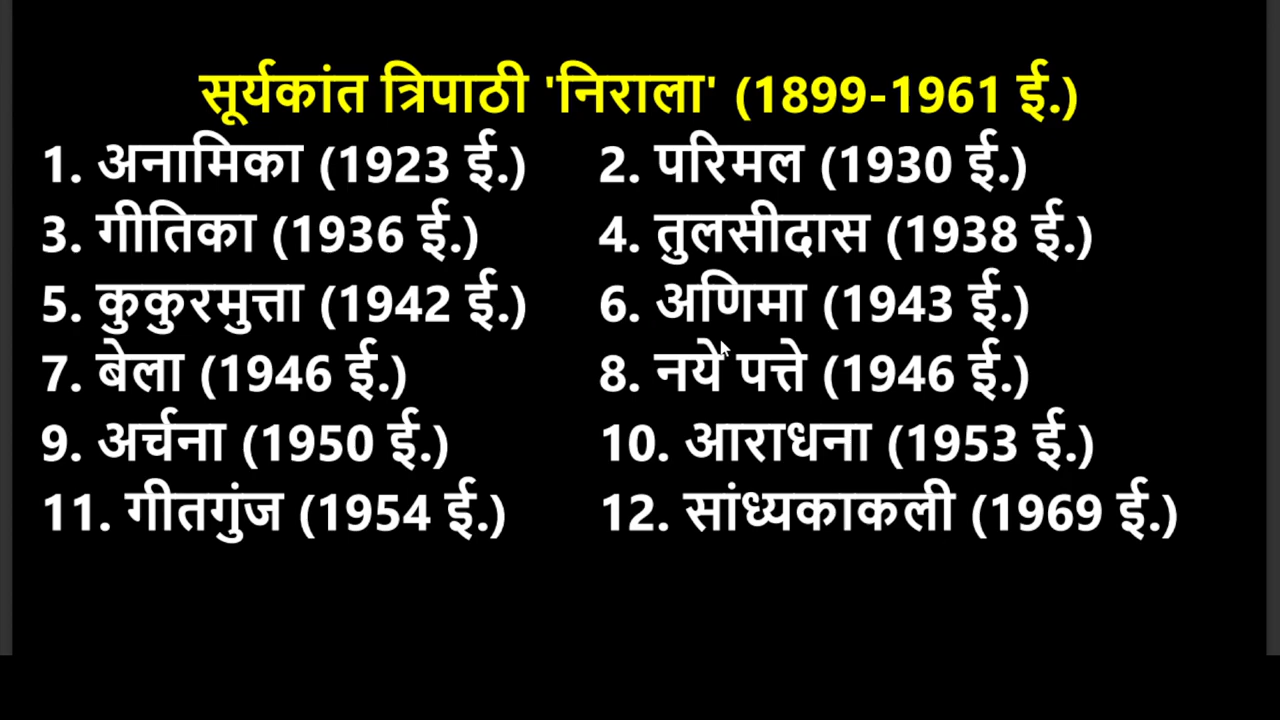 सूर्यकांत त्रिपाठी 'निराला' (1899-1961 ई.)
1. अनामिका (1923 ई.) 2. परिमल (1930 ई.)
3. गीतिका (1936 ई.) 4. तुलसीदास (1938 ई.)
5. कुकुरमुत्ता (1942 ई.) 6. अणिमा (1943 ई.)
7. बेला (1946 ई.) 8. नये पत्ते (1946 ई.)
9. अर्चना (1950 ई.) 10. आराधना (1953 ई.)
11. गीतगुंज (1954 ई.) 12. सांध्यकाकली (1969 ई.)